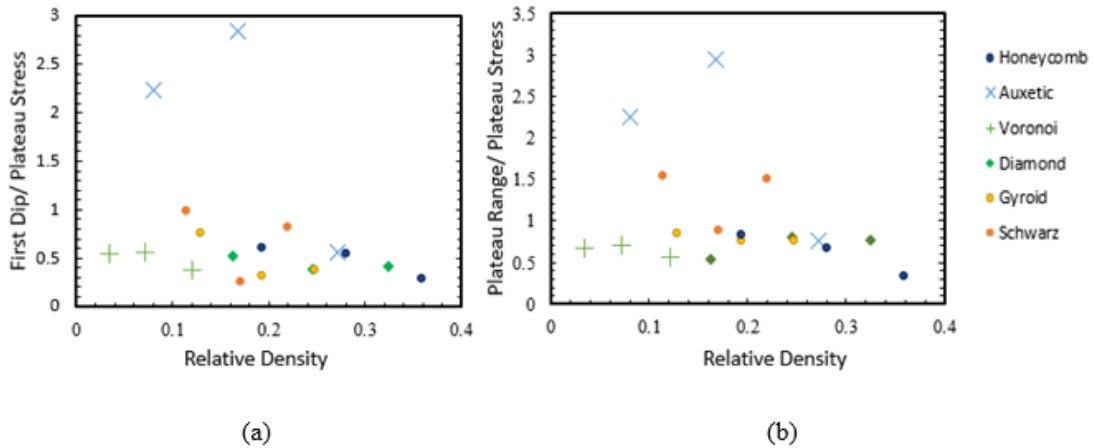 First Dip/ Plateau Stress
3
2.5
2
1.5
1
0.5
0
0
0.1
0.2
0.3
0.4
Relative Density
(a)
Plateau Range/ Plateau Stress
3.5
3
2.5
2
1.5
1
0.5
0
0
0.1
0.2
0.3
0.4
Relative Density
(b)
Honeycomb
Auxetic
Voronoi
Diamond
Gyroid
Schwarz